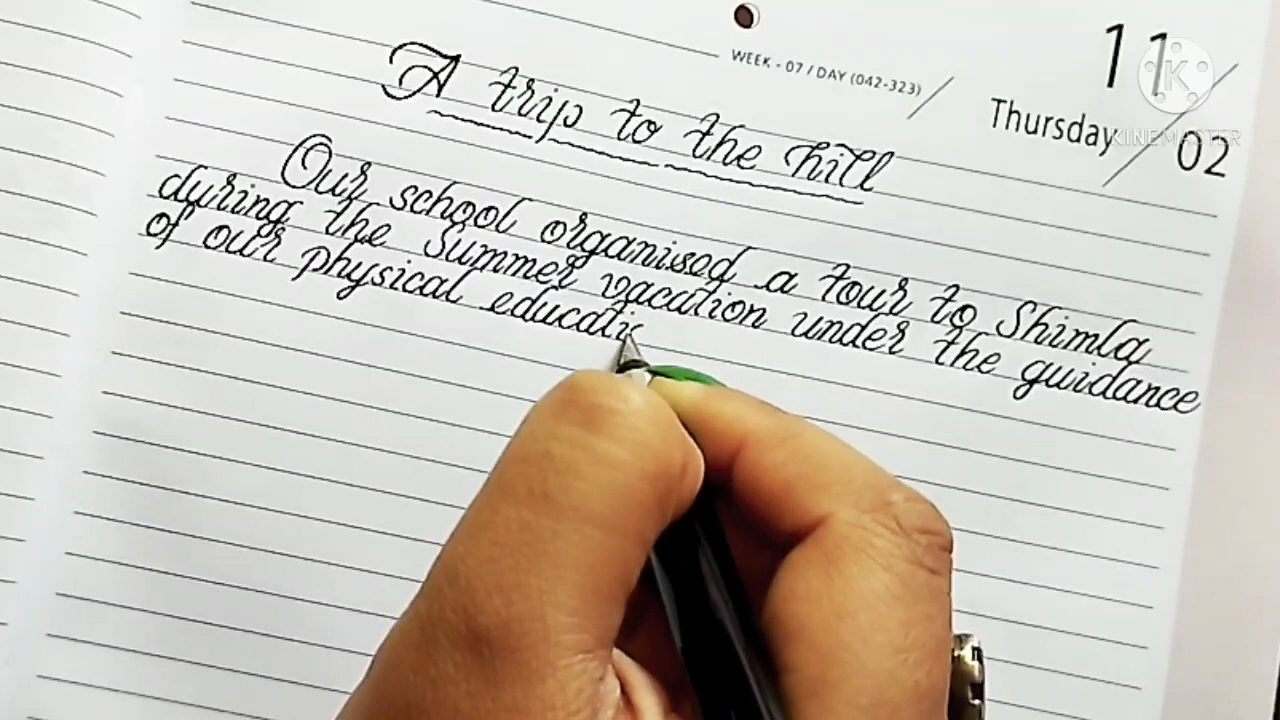 11
WEEK - 07 / DAY (042-323)
Thursday
02
K
KINEMASTER
A trip to the hill
Our school organised a tour to Shimla
during the Summer vacation under the guidance
of our physical educatio